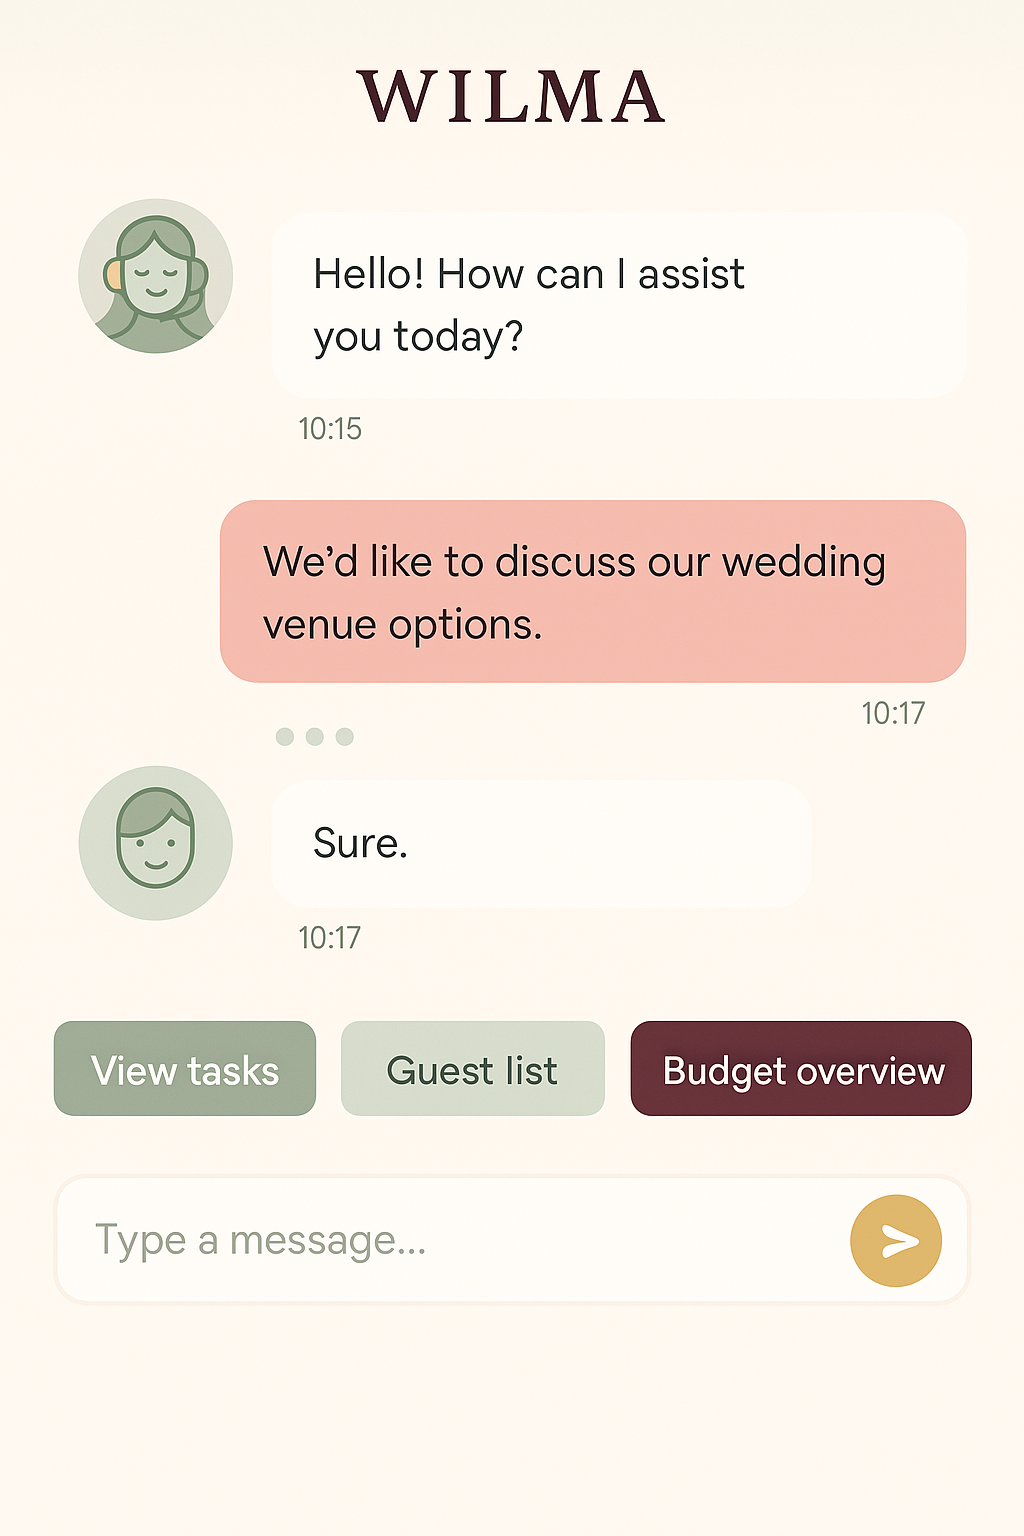 WILMA
Hello! How can I assist
you today?
10:15
We’d like to discuss our wedding
venue options.
10:17
Sure.
10:17
View tasks
Guest list
Budget overview
Type a message...